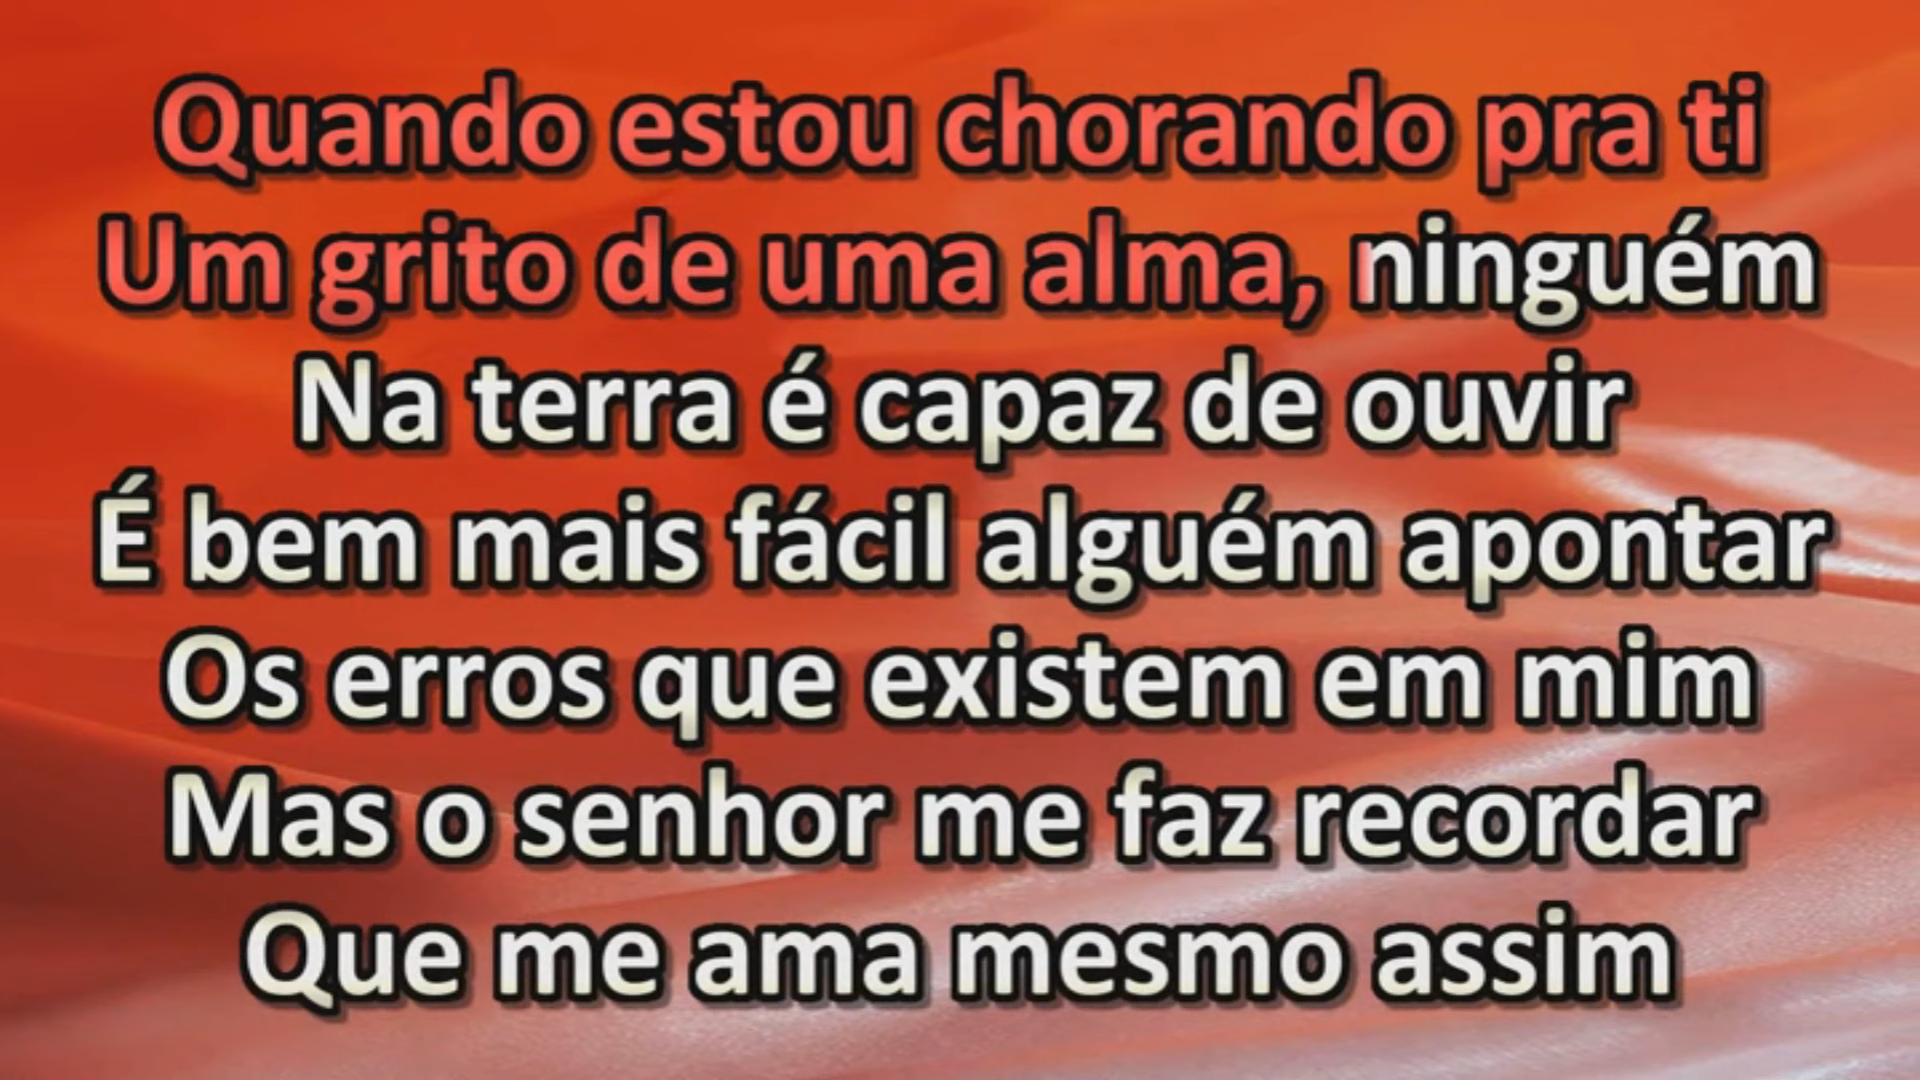 Quando estou chorando pra ti
Um grito de uma alma, ninguém
Na terra é capaz de ouvir
É bem mais fácil alguém apontar
Os erros que existem em mim
Mas o senhor me faz recordar
Que me ama mesmo assim